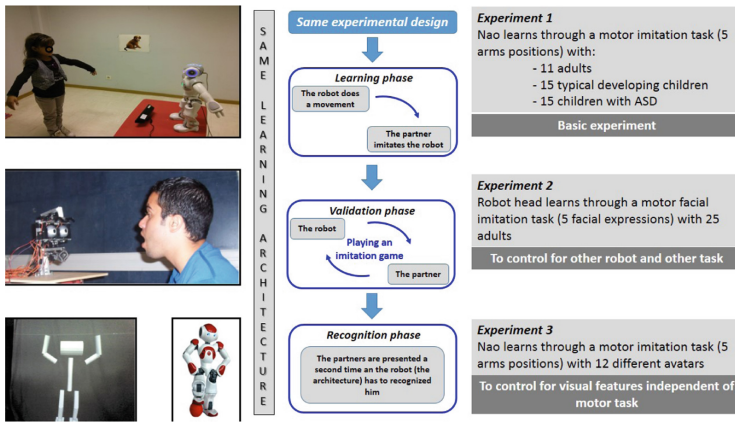 SAME LEARNING ARCHITECTURE
Same experimental design
Learning phase
The robot does
a movement
The partner
imitates the robot
Validation phase
The robot
Playing an
imitation game
The partner
Recognition phase
The partners are presented a
second time an the robot (the
architecture) has to recognized
him
Experiment 1
Nao learns through a motor imitation task (5
arms positions) with:
- 11 adults
- 15 typical developing children
- 15 children with ASD
Basic experiment
Experiment 2
Robot head learns through a motor facial
imitation task (5 facial expressions) with 25
adults
To control for other robot and other task
Experiment 3
Nao learns through a motor imitation task (5
arms positions) with 12 different avatars
To control for visual features independent of
motor task